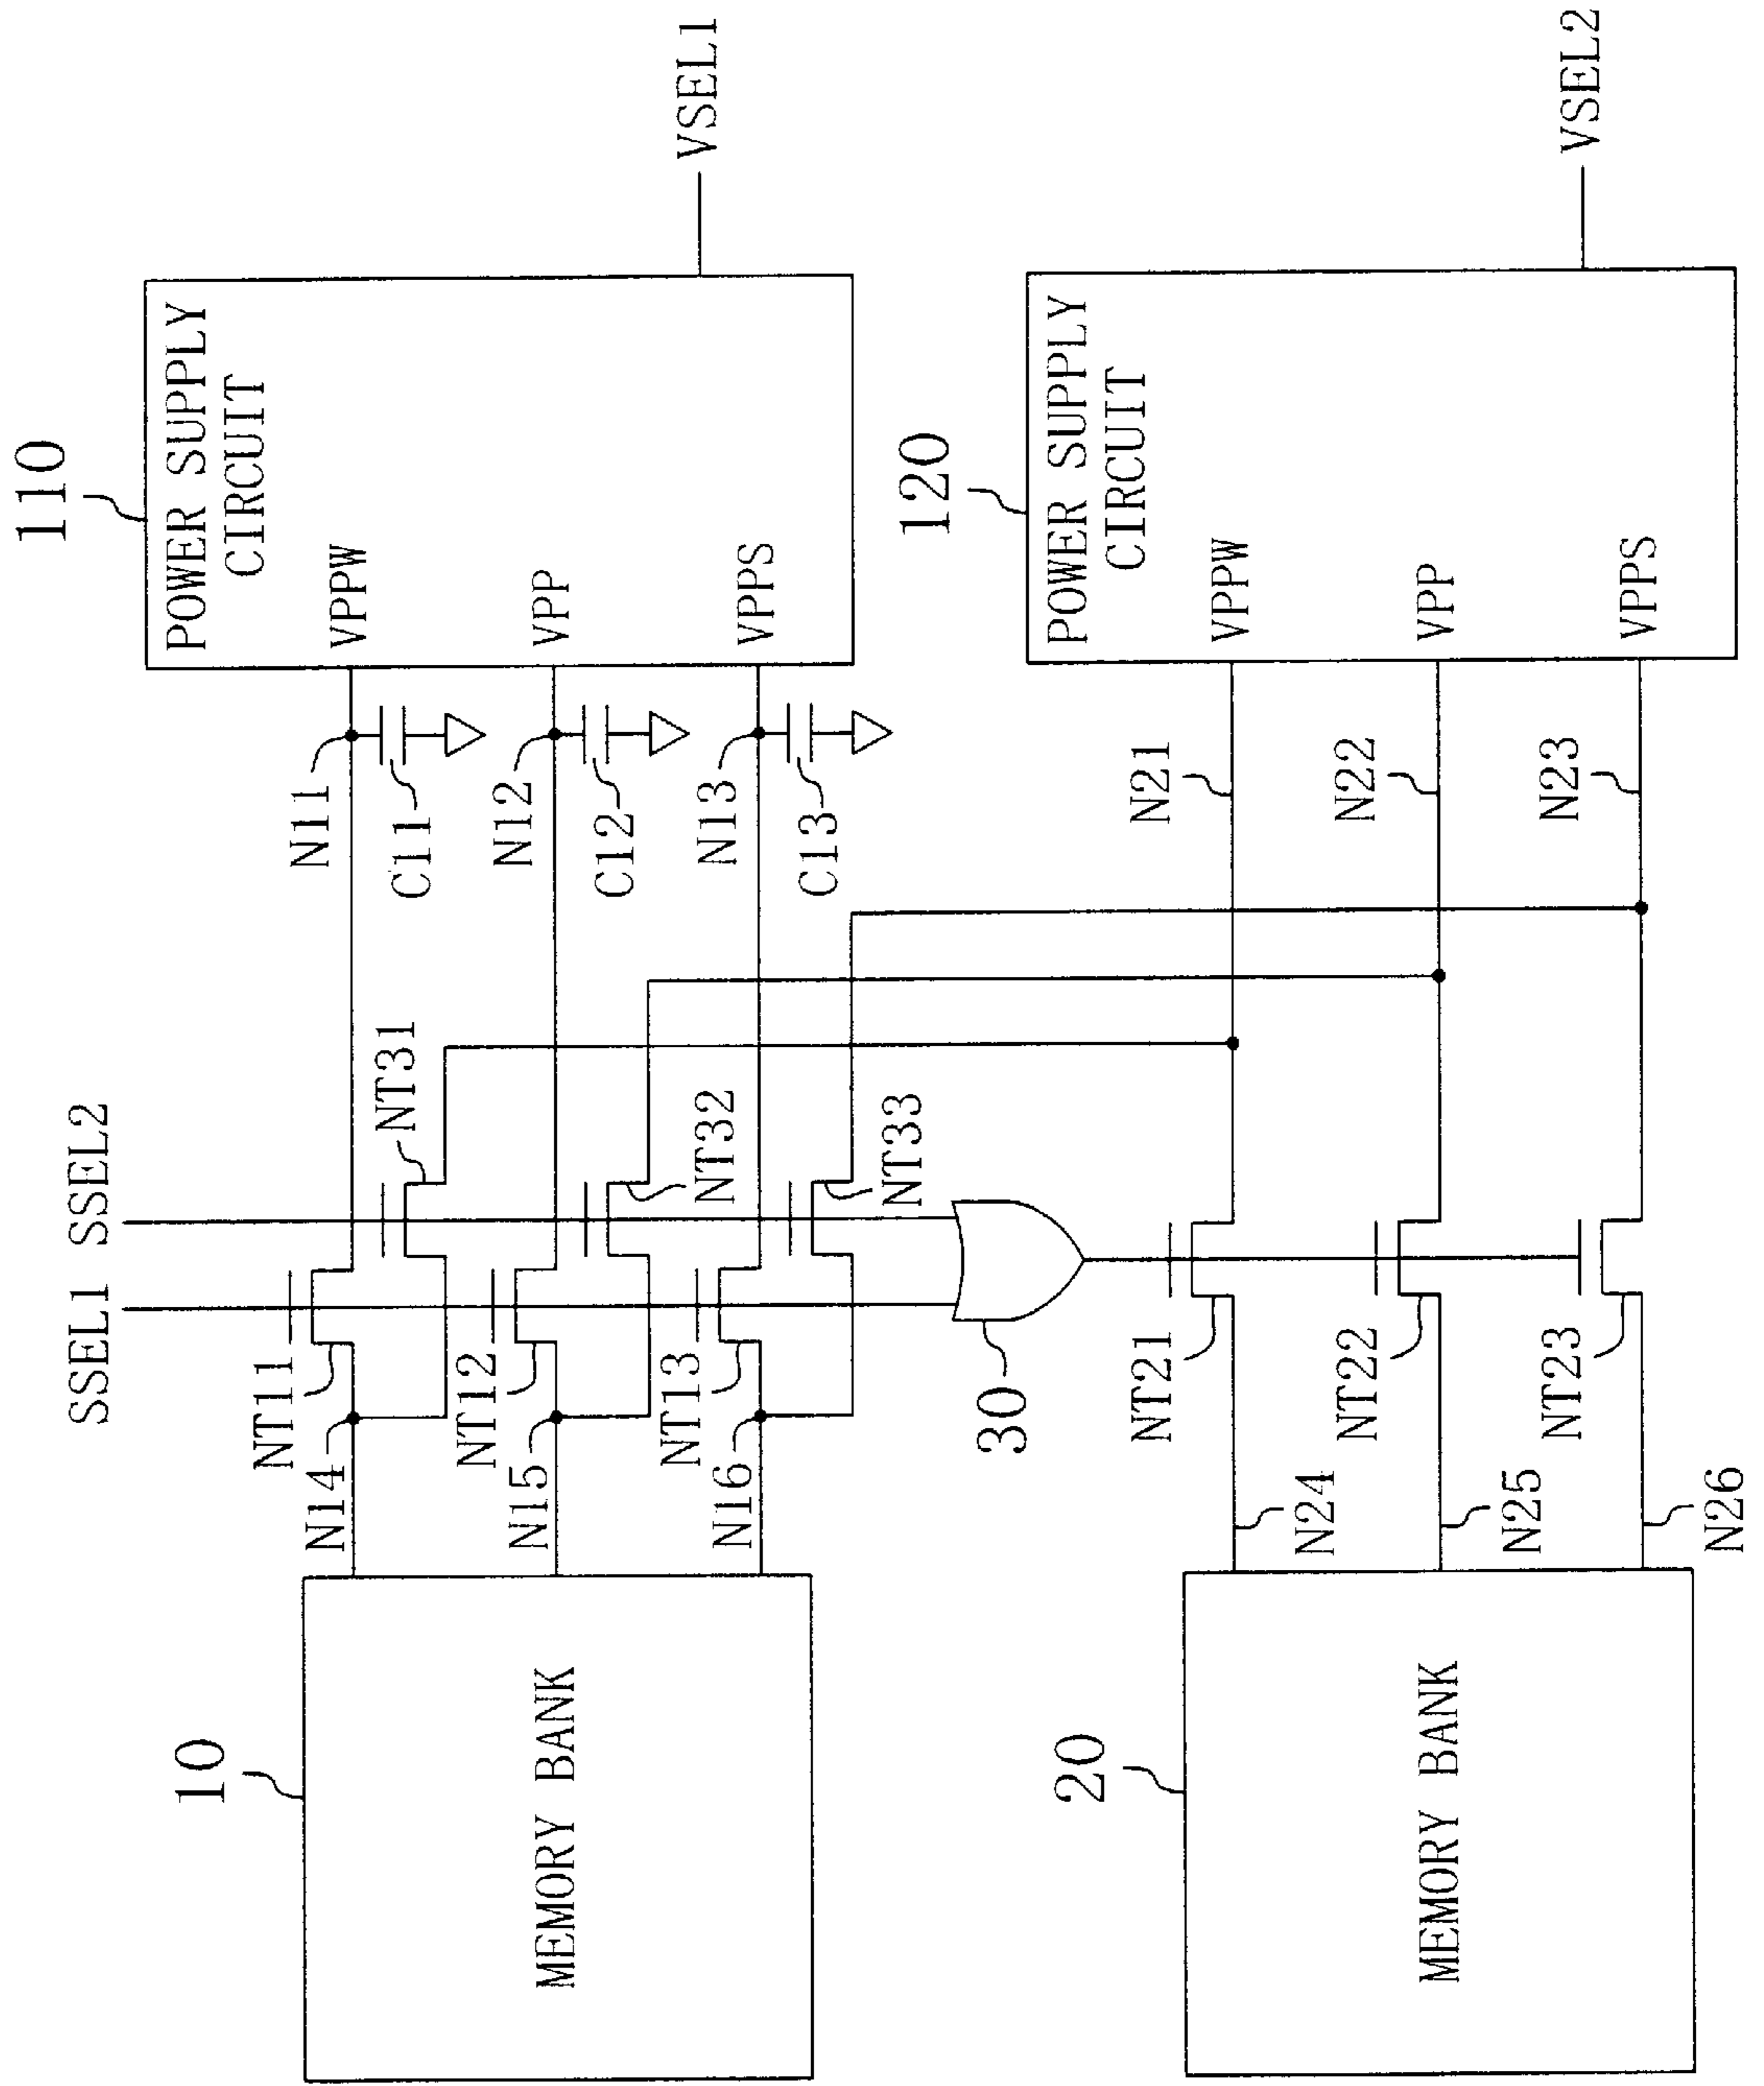 110
POWER SUPPLY
CIRCUIT
VPPW
VPP
VPPS
VSEL1
N11
C11
N12
C12
N13
C13
SSEL1
SSEL2
NT11
NT31
N14
NT12
NT32
N15
NT13
NT33
N16
10
MEMORY BANK
30
120
POWER SUPPLY
CIRCUIT
VPPW
VPP
VPPS
VSEL2
N21
N22
N23
NT21
NT22
NT23
N24
N25
N26
20
MEMORY BANK